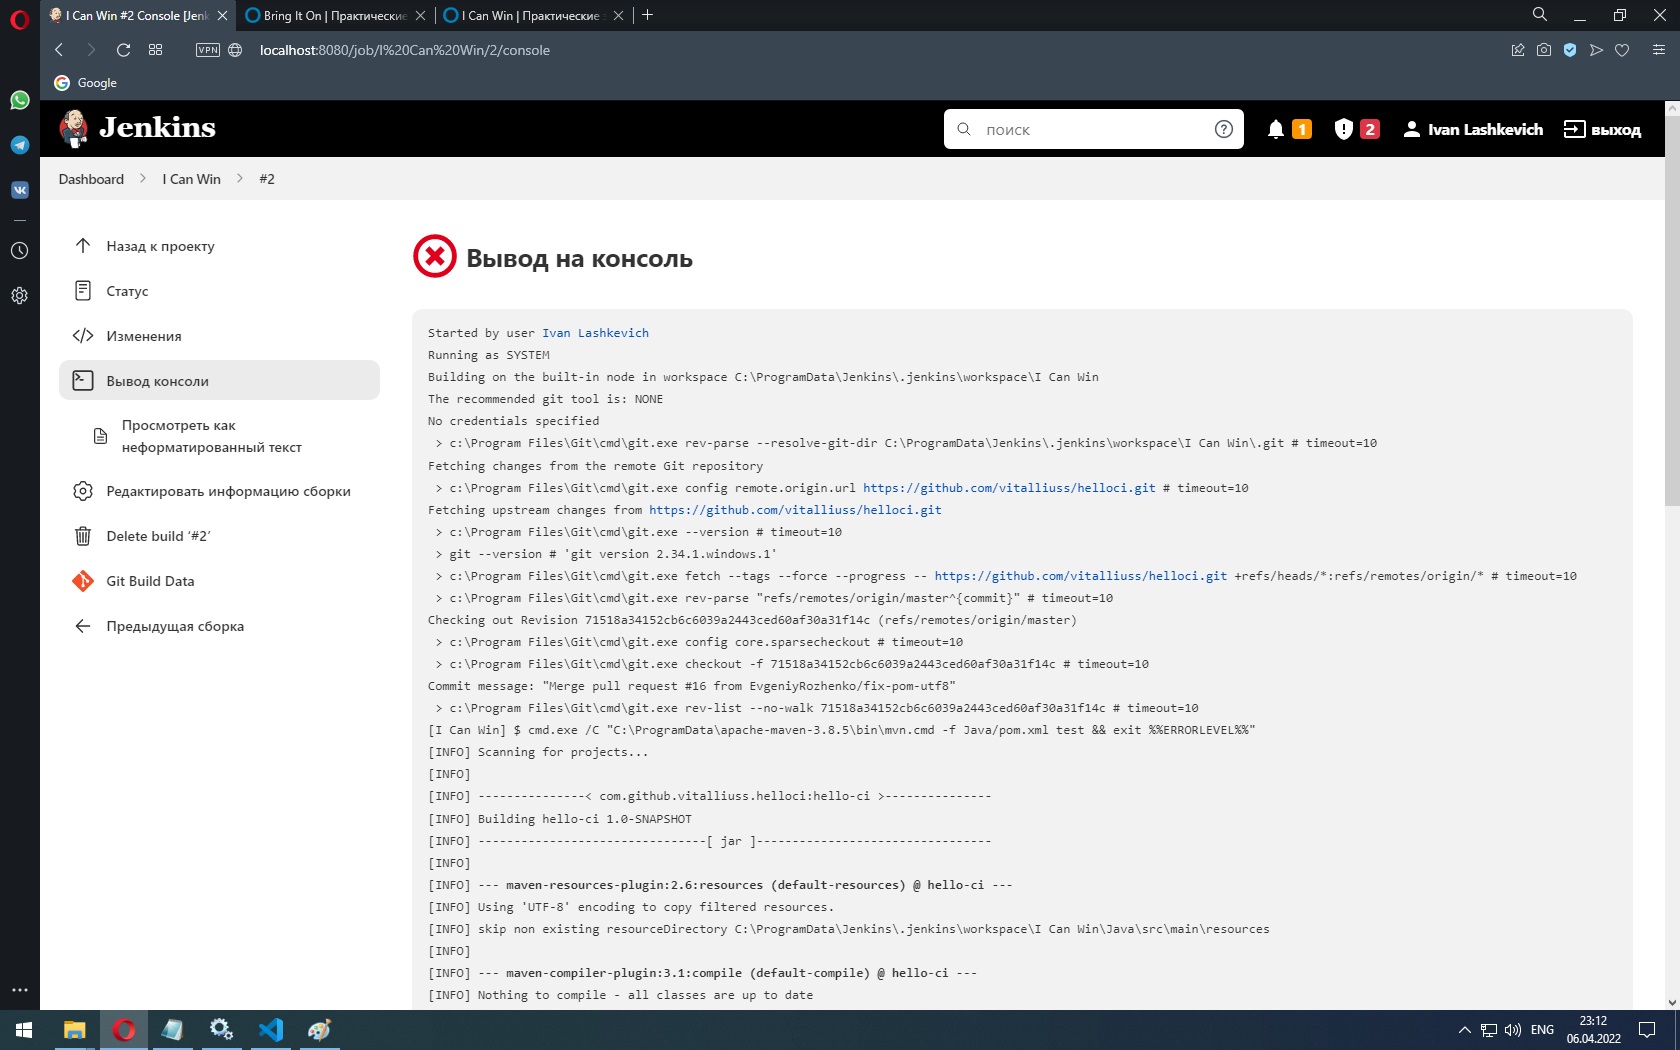 I Can Win #2 Console [Jenk
Bring It On | Практические
I Can Win | Практические з
VPN
localhost:8080/job/I%20Can%20Win/2/console
Google
Jenkins
поиск
1
2
Ivan Lashkevich
выход
Dashboard
I Can Win
#2
Назад к проекту
Статус
Изменения
Вывод консоли
Просмотреть как
неформатированный текст
Редактировать информацию сборки
Delete build ‘#2’
Git Build Data
Предыдущая сборка
Вывод на консоль
Started by user Ivan Lashkevich
Running as SYSTEM
Building on the built-in node in workspace C:\ProgramData\Jenkins\.jenkins\workspace\I Can Win
The recommended git tool is: NONE
No credentials specified
> c:\Program Files\Git\cmd\git.exe rev-parse --resolve-git-dir C:\ProgramData\Jenkins\.jenkins\workspace\I Can Win\.git # timeout=10
Fetching changes from the remote Git repository
> c:\Program Files\Git\cmd\git.exe config remote.origin.url https://github.com/vitalliuss/helloci.git # timeout=10
Fetching upstream changes from https://github.com/vitalliuss/helloci.git
> c:\Program Files\Git\cmd\git.exe --version # timeout=10
> git --version # 'git version 2.34.1.windows.1'
> c:\Program Files\Git\cmd\git.exe fetch --tags --force --progress -- https://github.com/vitalliuss/helloci.git +refs/heads/*:refs/remotes/origin/* # timeout=10
> c:\Program Files\Git\cmd\git.exe rev-parse "refs/remotes/origin/master^{commit}" # timeout=10
Checking out Revision 71518a34152cb6c6039a2443ced60af30a31f14c (refs/remotes/origin/master)
> c:\Program Files\Git\cmd\git.exe config core.sparsecheckout # timeout=10
> c:\Program Files\Git\cmd\git.exe checkout -f 71518a34152cb6c6039a2443ced60af30a31f14c # timeout=10
Commit message: "Merge pull request #16 from EvgeniyRozhenko/fix-pom-utf8"
> c:\Program Files\Git\cmd\git.exe rev-list --no-walk 71518a34152cb6c6039a2443ced60af30a31f14c # timeout=10
[I Can Win] $ cmd.exe /C "C:\ProgramData\apache-maven-3.8.5\bin\mvn.cmd -f Java/pom.xml test && exit %%ERRORLEVEL%%"
[INFO] Scanning for projects...
[INFO]
[INFO] ---------------< com.github.vitalliuss.helloci:hello-ci >---------------
[INFO] Building hello-ci 1.0-SNAPSHOT
[INFO] --------------------------------[ jar ]---------------------------------
[INFO]
[INFO] --- maven-resources-plugin:2.6:resources (default-resources) @ hello-ci ---
[INFO] Using 'UTF-8' encoding to copy filtered resources.
[INFO] skip non existing resourceDirectory C:\ProgramData\Jenkins\.jenkins\workspace\I Can Win\Java\src\main\resources
[INFO]
[INFO] --- maven-compiler-plugin:3.1:compile (default-compile) @ hello-ci ---
[INFO] Nothing to compile - all classes are up to date
ENG
23:12
06.04.2022